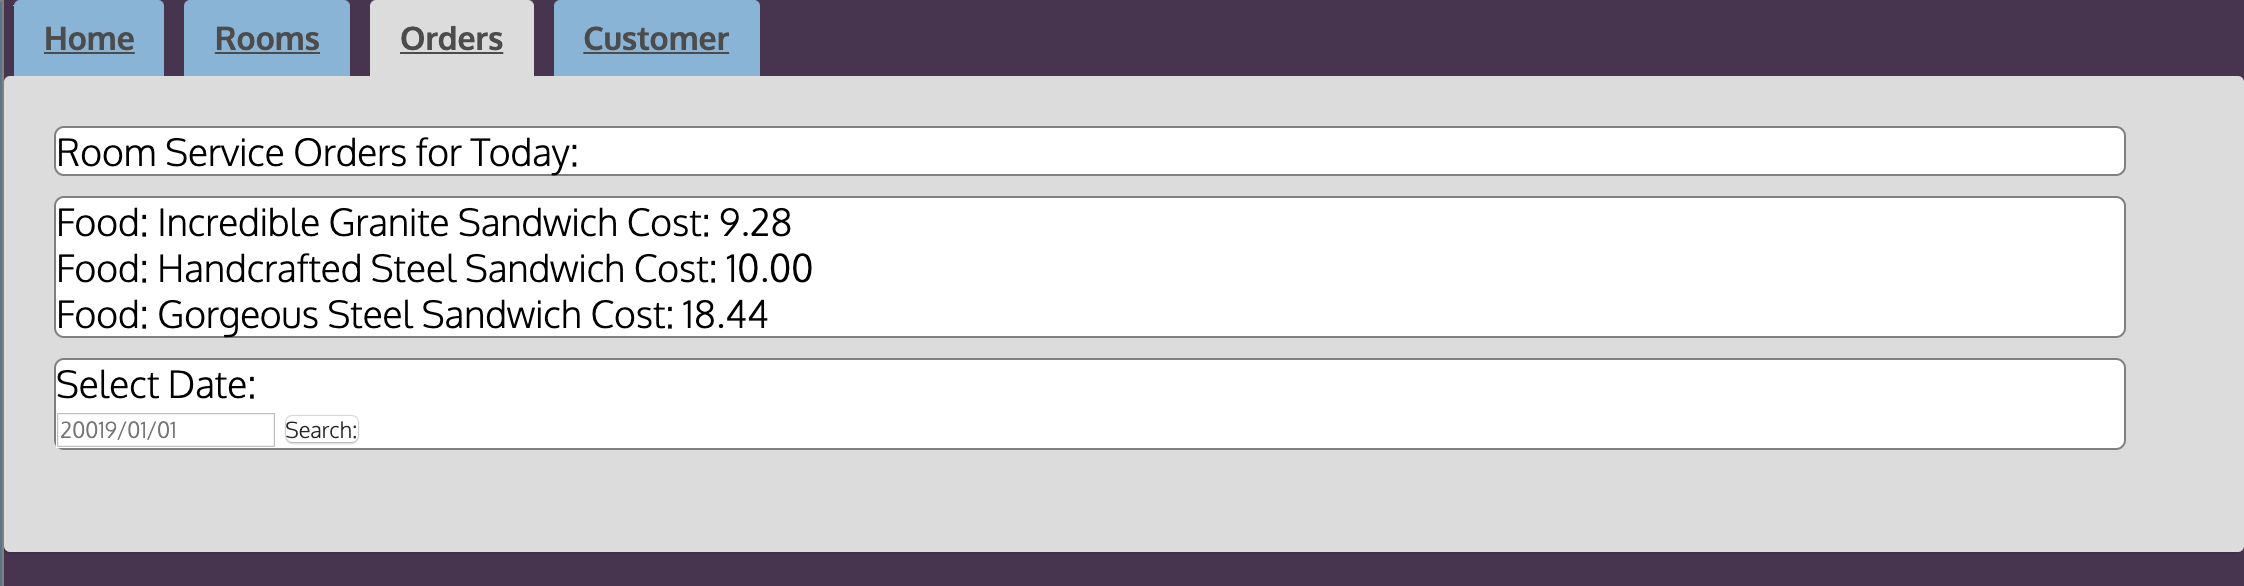 Home Rooms Orders Customer
Room Service Orders for Today:
Food: Incredible Granite Sandwich Cost: 9.28
Food: Handcrafted Steel Sandwich Cost: 10.00
Food: Gorgeous Steel Sandwich Cost: 18.44
Select Date:
20019/01/01 Search: